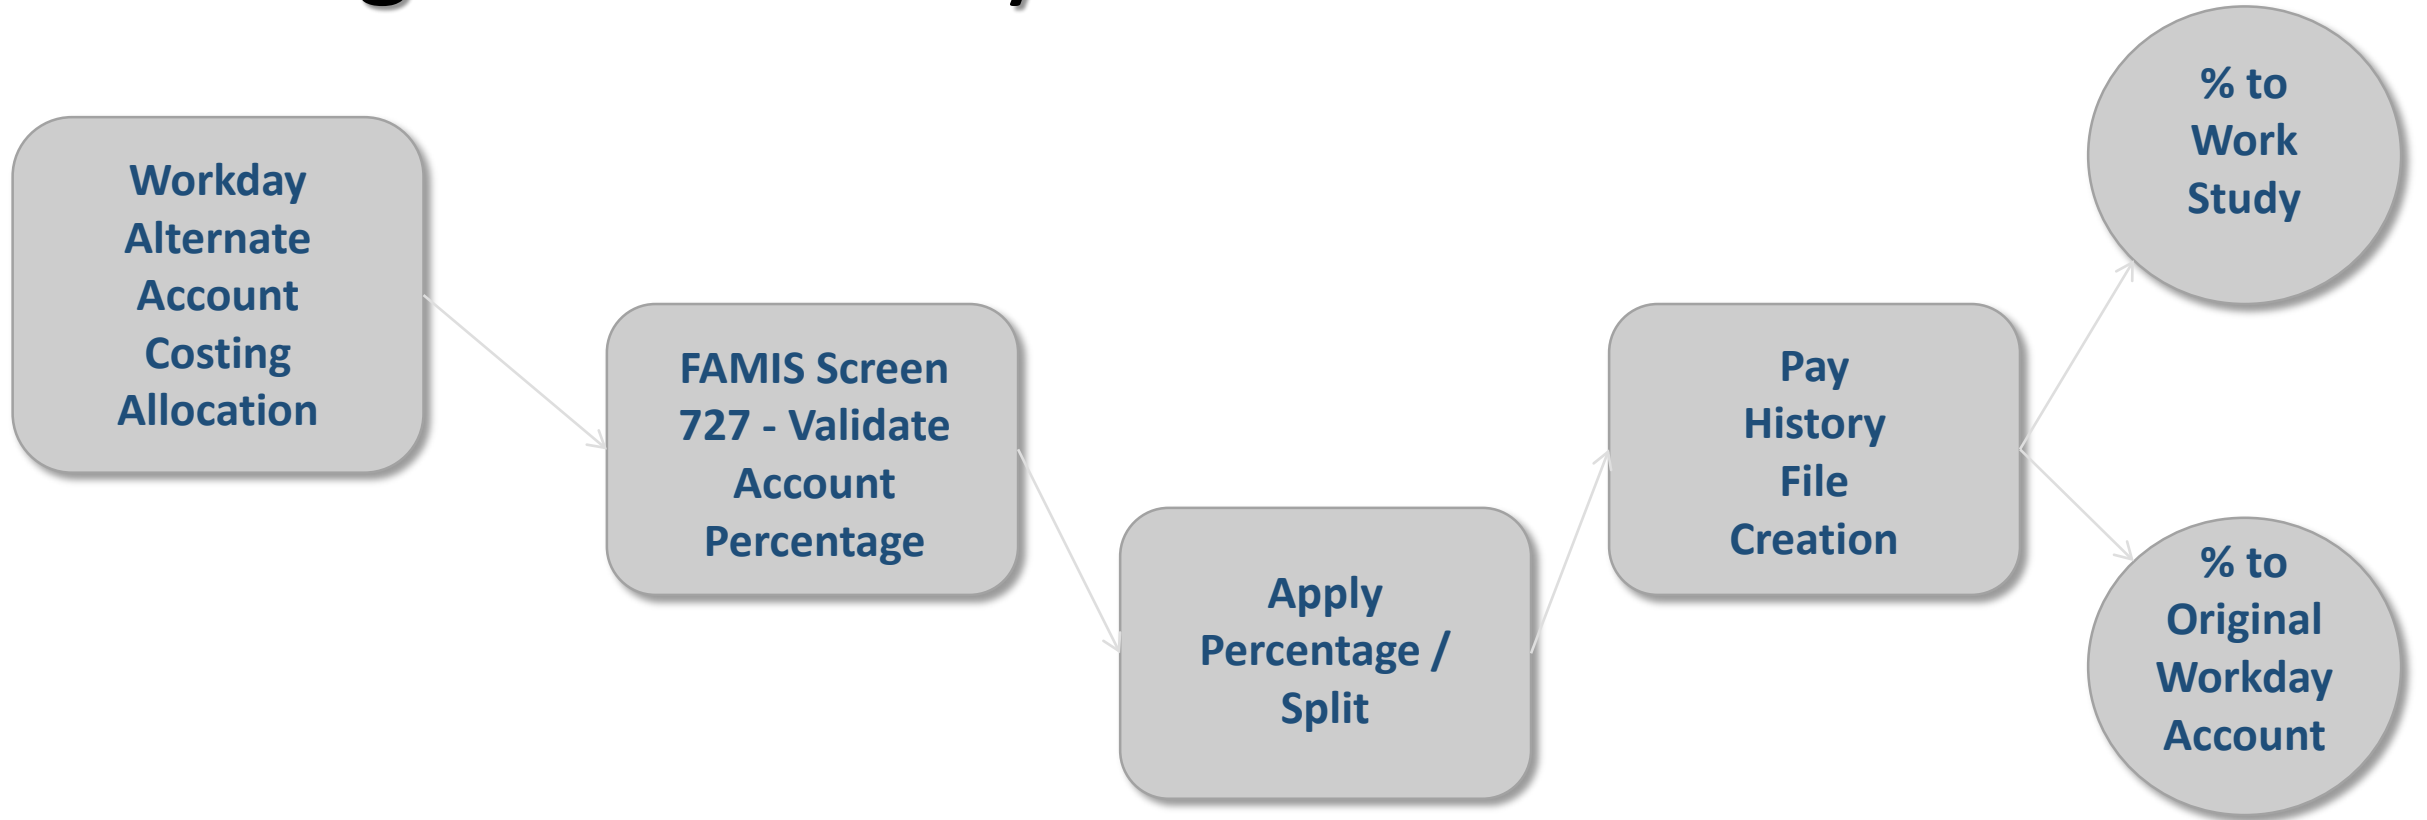 Workday
Alternate
Account
Costing
Allocation
FAMIS Screen
727 - Validate
Account
Percentage
Apply
Percentage /
Split
Pay
History
File
Creation
% to
Work
Study
% to
Original
Workday
Account